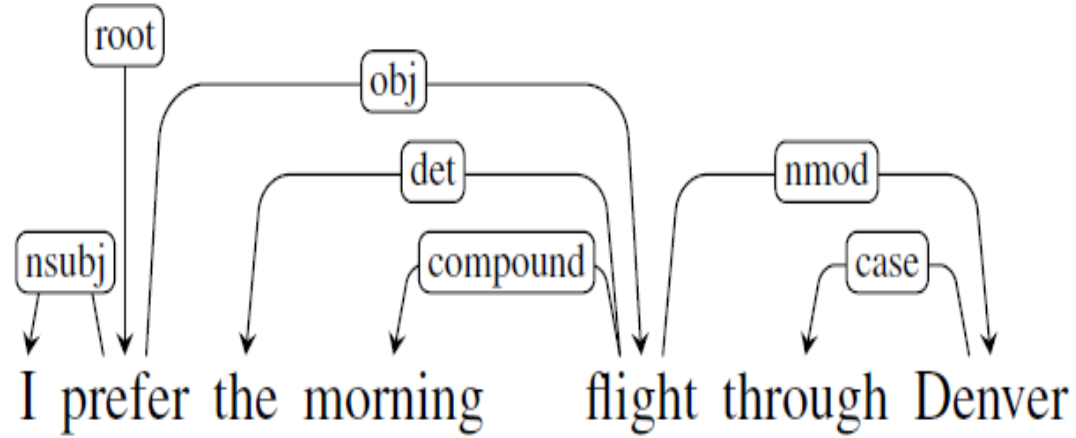 root
obj
det
nmod
nsubj
compound
case
I prefer the morning flight through Denver